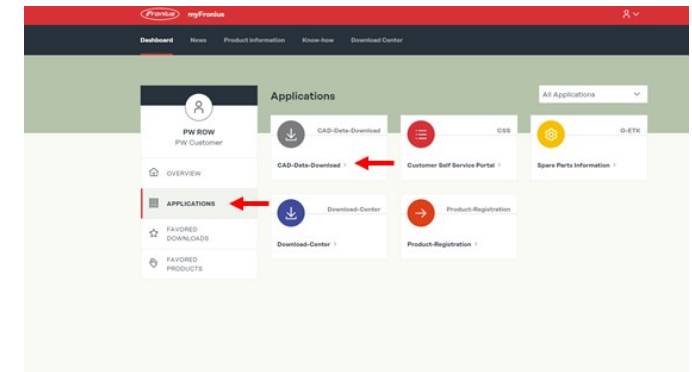 Fronius myFronius
Dashboard News Product information Know-how Download Center
Applications
All Applications
PW ROW
PW Customer
OVERVIEW
APPLICATIONS
FAVORED
DOWNLOADS
FAVORED
PRODUCTS
CAD-Data-Download
CAD-Data-Download
CSS
Customer Self Service Portal
G-ETK
Spare Parts Information
Download-Center
Download-Center
Product-Registration
Product-Registration